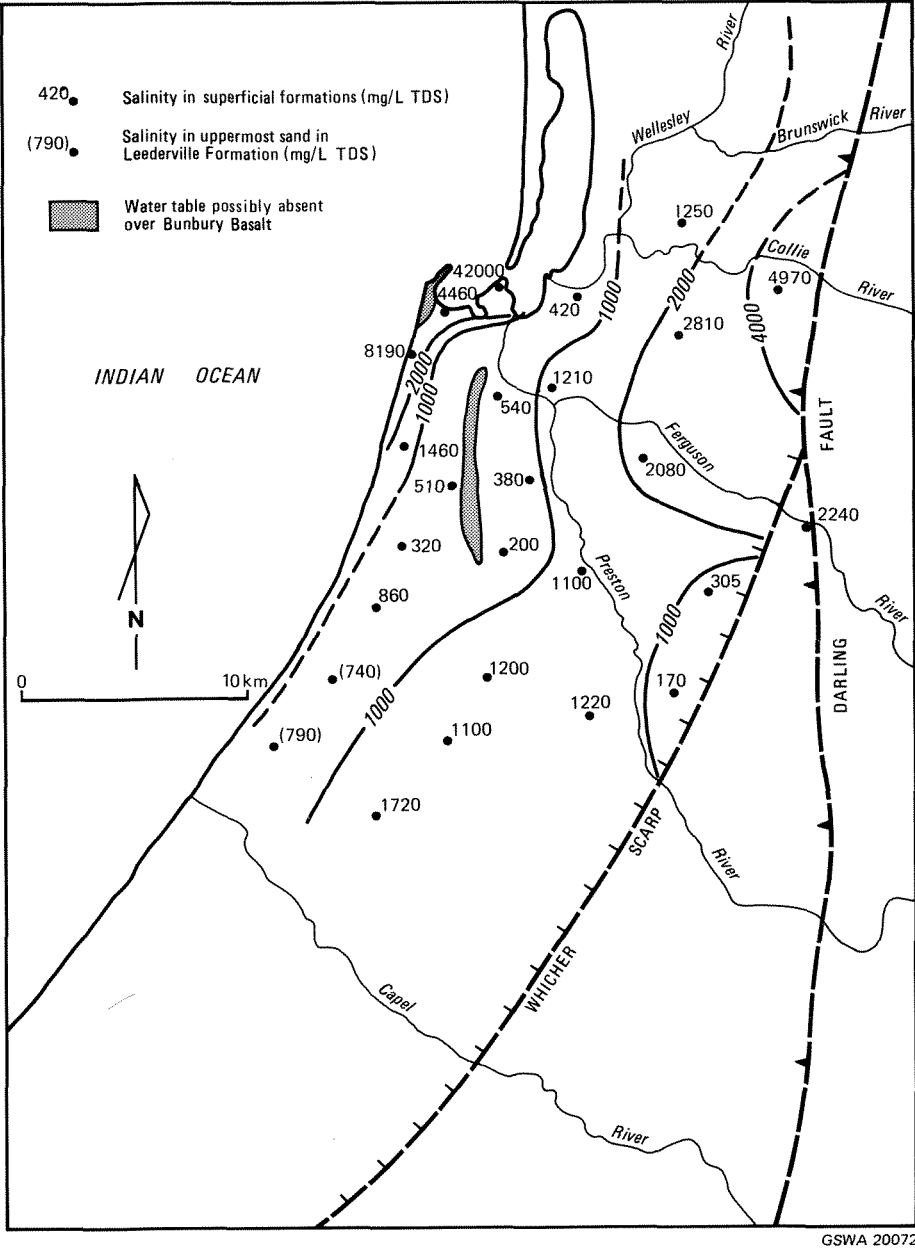 420 Salinity in superficial formations (mg/L TDS)
(790) Salinity in uppermost sand in
Leederville Formation (mg/L TDS)
Water table possibly absent
over Bunbury Basalt
River
Wellesley
Brunswick River
1250
Collie
River
42000
4460
420
1000
2000
4970
4000
2810
8190
2000
1000
INDIAN OCEAN
540
1210
FAULT
1460
Ferguson
2080
510
380
2240
320
200
Preston
1100
305
River
860
1000
N
(740)
1200
170
DARLING
0 10 km
1000
1220
(790)
1100
1720
SCARP
River
WHICHER
Capel
River
GSWA 20072